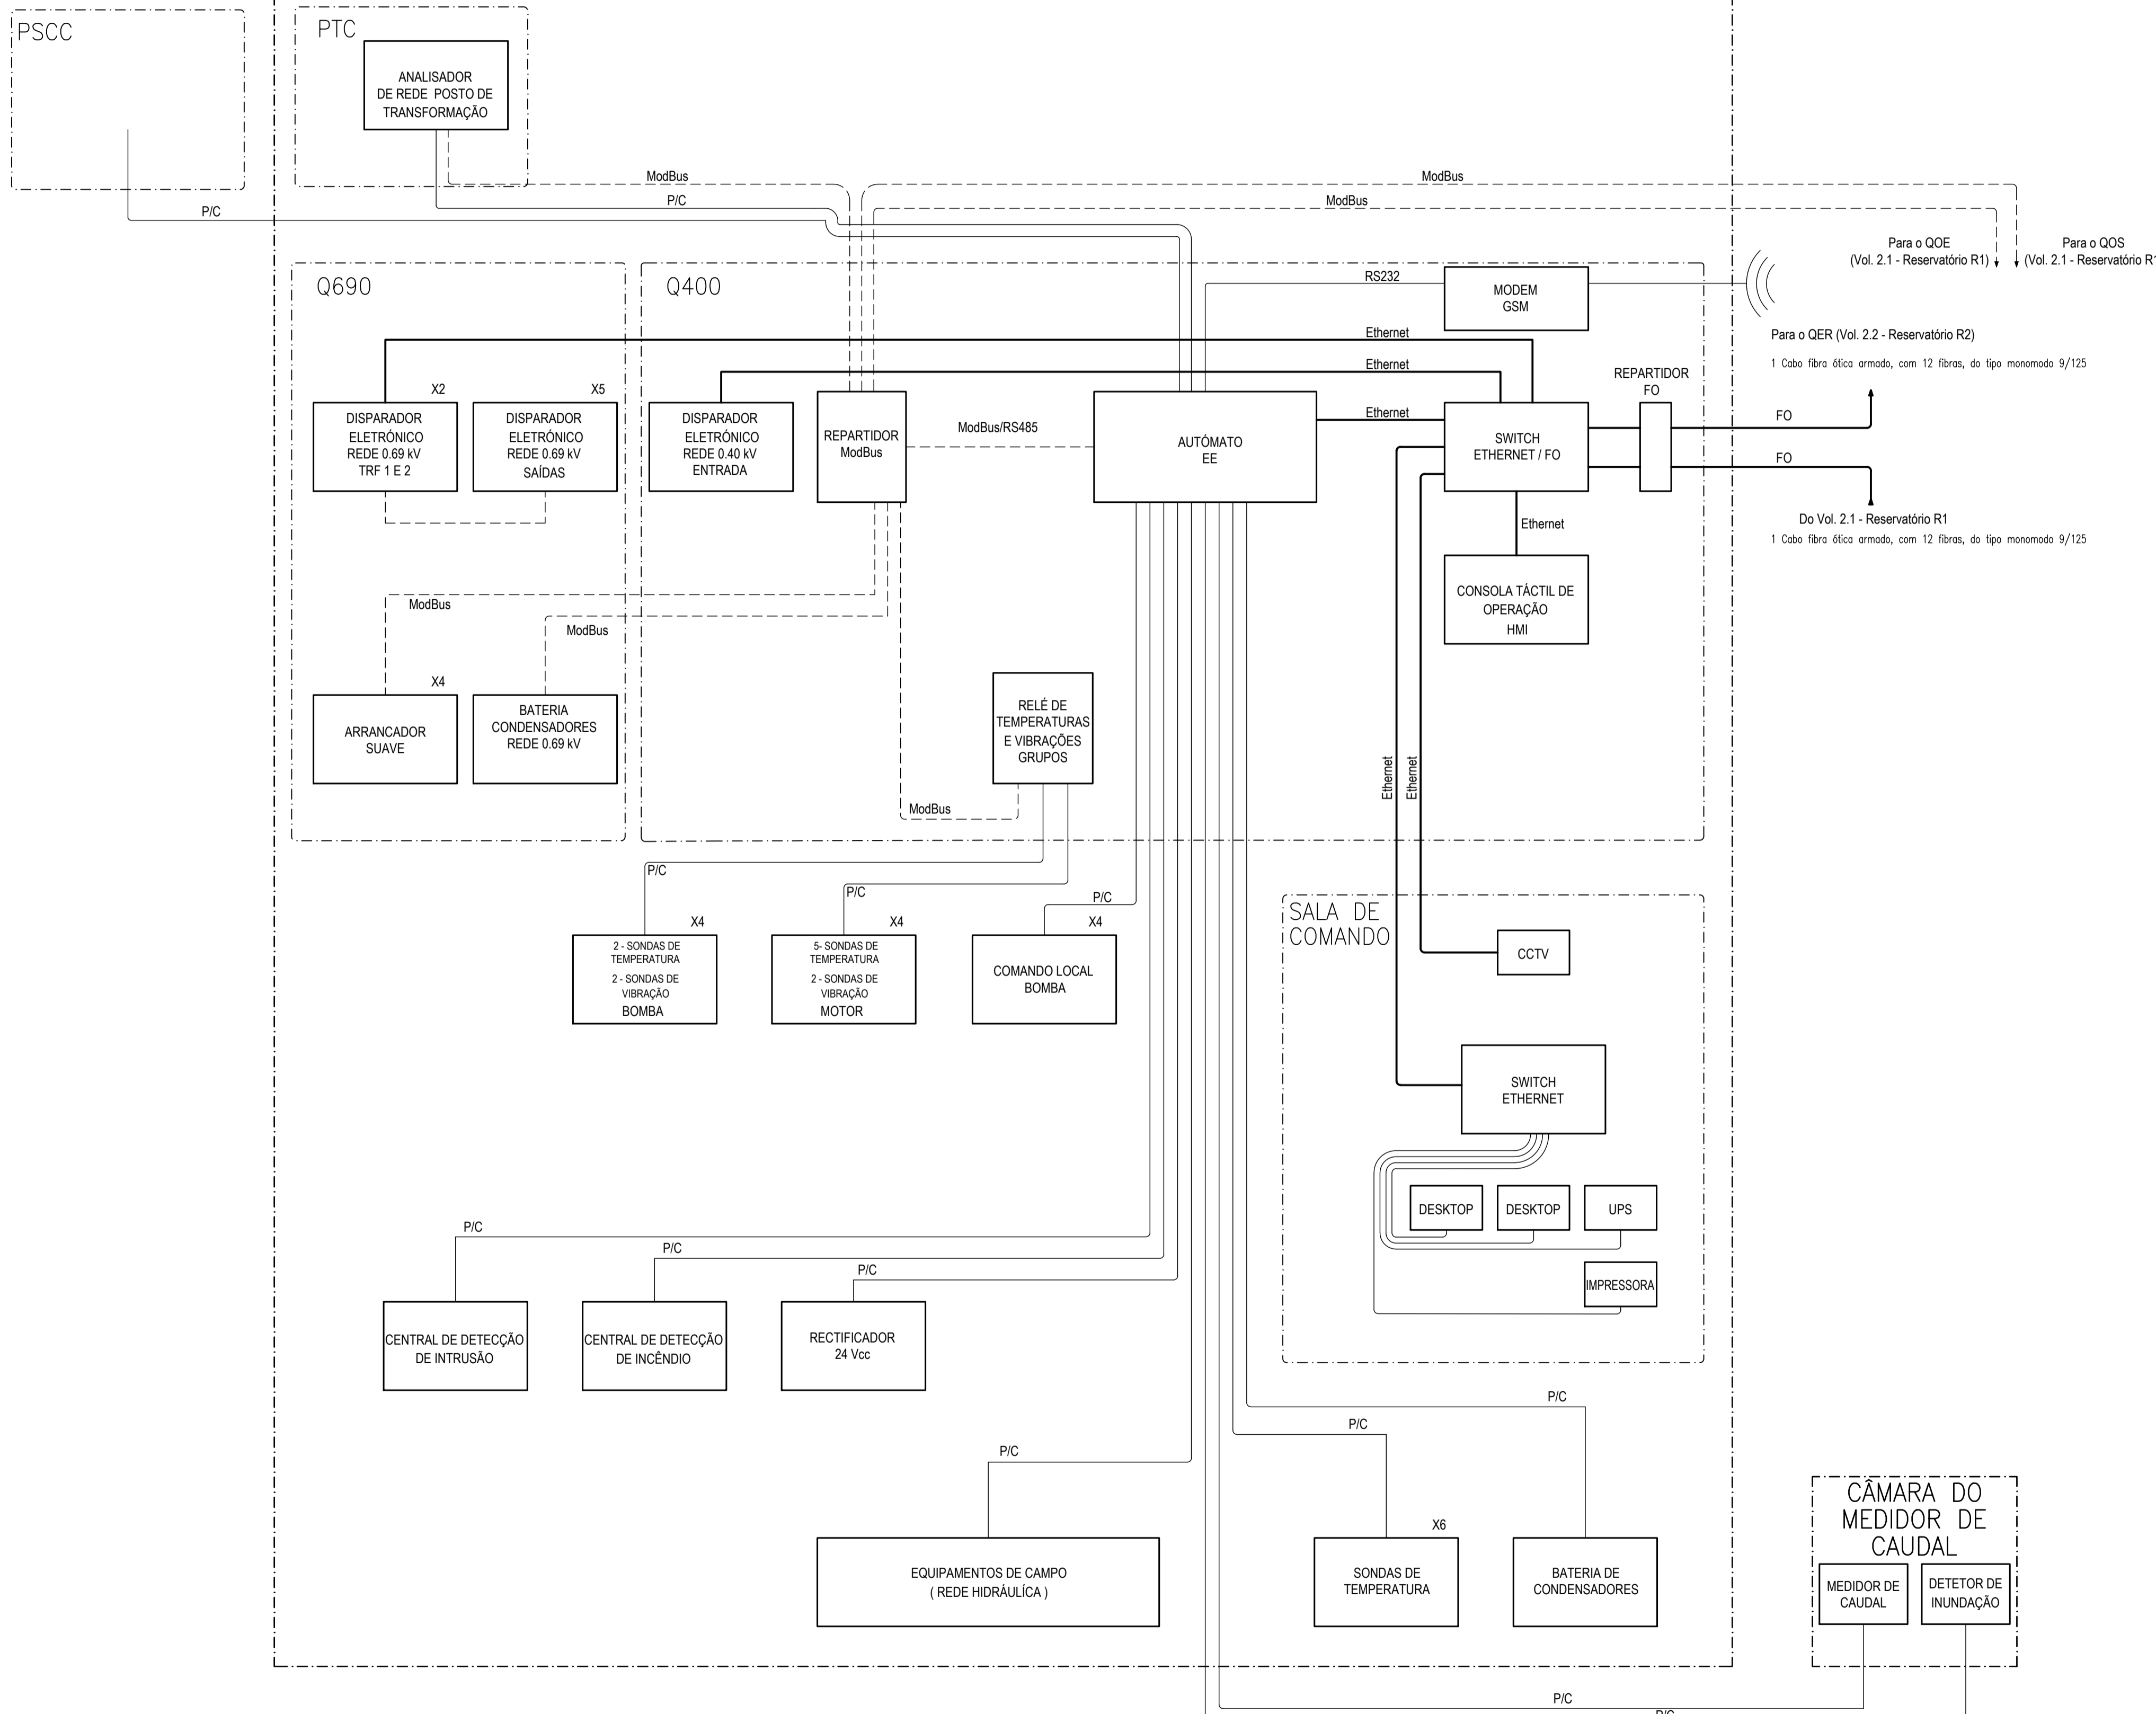 PSCC
PTC
ANALISADOR
DE REDE POSTO DE
TRANSFORMAÇÃO
ModBus
ModBus
P/C
ModBus
P/C
Para o QOE
(Vol. 2.1 - Reservatório R1)
Para o QOS
(Vol. 2.1 - Reservatório R1
Q690
Q400
RS232
MODEM
GSM
Ethernet
Para o QER (Vol. 2.2 - Reservatório R2)
1 Cabo fibra ótica armado, com 12 fibras, do tipo monomodo 9/125
Ethernet
REPARTIDOR
FO
X2
X5
DISPARADOR
ELETRÓNICO
REDE 0.69 kV
TRF 1 E 2
DISPARADOR
ELETRÓNICO
REDE 0.69 kV
SAÍDAS
DISPARADOR
ELETRÓNICO
REDE 0.40 kV
ENTRADA
REPARTIDOR
ModBus
ModBus/RS485
AUTÓMATO
EE
Ethernet
SWITCH
ETHERNET / FO
FO
FO
Do Vol. 2.1 - Reservatório R1
1 Cabo fibra ótica armado, com 12 fibras, do tipo monomodo 9/125
Ethernet
CONSOLA TÁCTIL DE
OPERAÇÃO
HMI
ModBus
ModBus
X4
ARRANCADOR
SUAVE
BATERIA
CONDENSADORES
REDE 0.69 kV
RELÉ DE
TEMPERATURAS
E VIBRAÇÕES
GRUPOS
ModBus
Ethernet
Ethernet
P/C
P/C
P/C
X4
X4
X4
2 - SONDAS DE
TEMPERATURA
2 - SONDAS DE
VIBRAÇÃO
BOMBA
5- SONDAS DE
TEMPERATURA
2 - SONDAS DE
VIBRAÇÃO
MOTOR
COMANDO LOCAL
BOMBA
SALA DE
COMANDO
CCTV
SWITCH
ETHERNET
DESKTOP
DESKTOP
UPS
IMPRESSORA
P/C
P/C
P/C
CENTRAL DE DETECÇÃO
DE INTRUSÃO
CENTRAL DE DETECÇÃO
DE INCÊNDIO
RECTIFICADOR
24 Vcc
P/C
P/C
P/C
EQUIPAMENTOS DE CAMPO
( REDE HIDRÁULÍCA )
X6
SONDAS DE
TEMPERATURA
BATERIA DE
CONDENSADORES
CÂMARA DO
MEDIDOR DE
CAUDAL
MEDIDOR DE
CAUDAL
DETETOR DE
INUNDAÇÃO
P/C
P/C